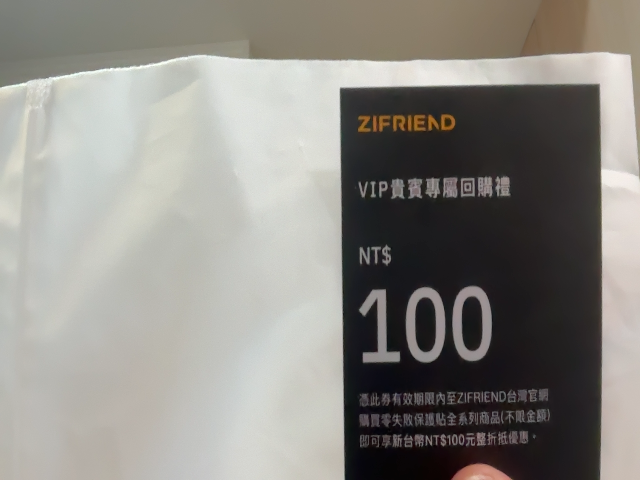 ZIFRIEND
VIP貴賓專屬回購禮
NT$
100
憑此券有效期限內至ZIFRIEND台灣官網
購買零失敗保護貼全系列商品(不限金額)
即可享新台幣NT$100元整折抵優惠。